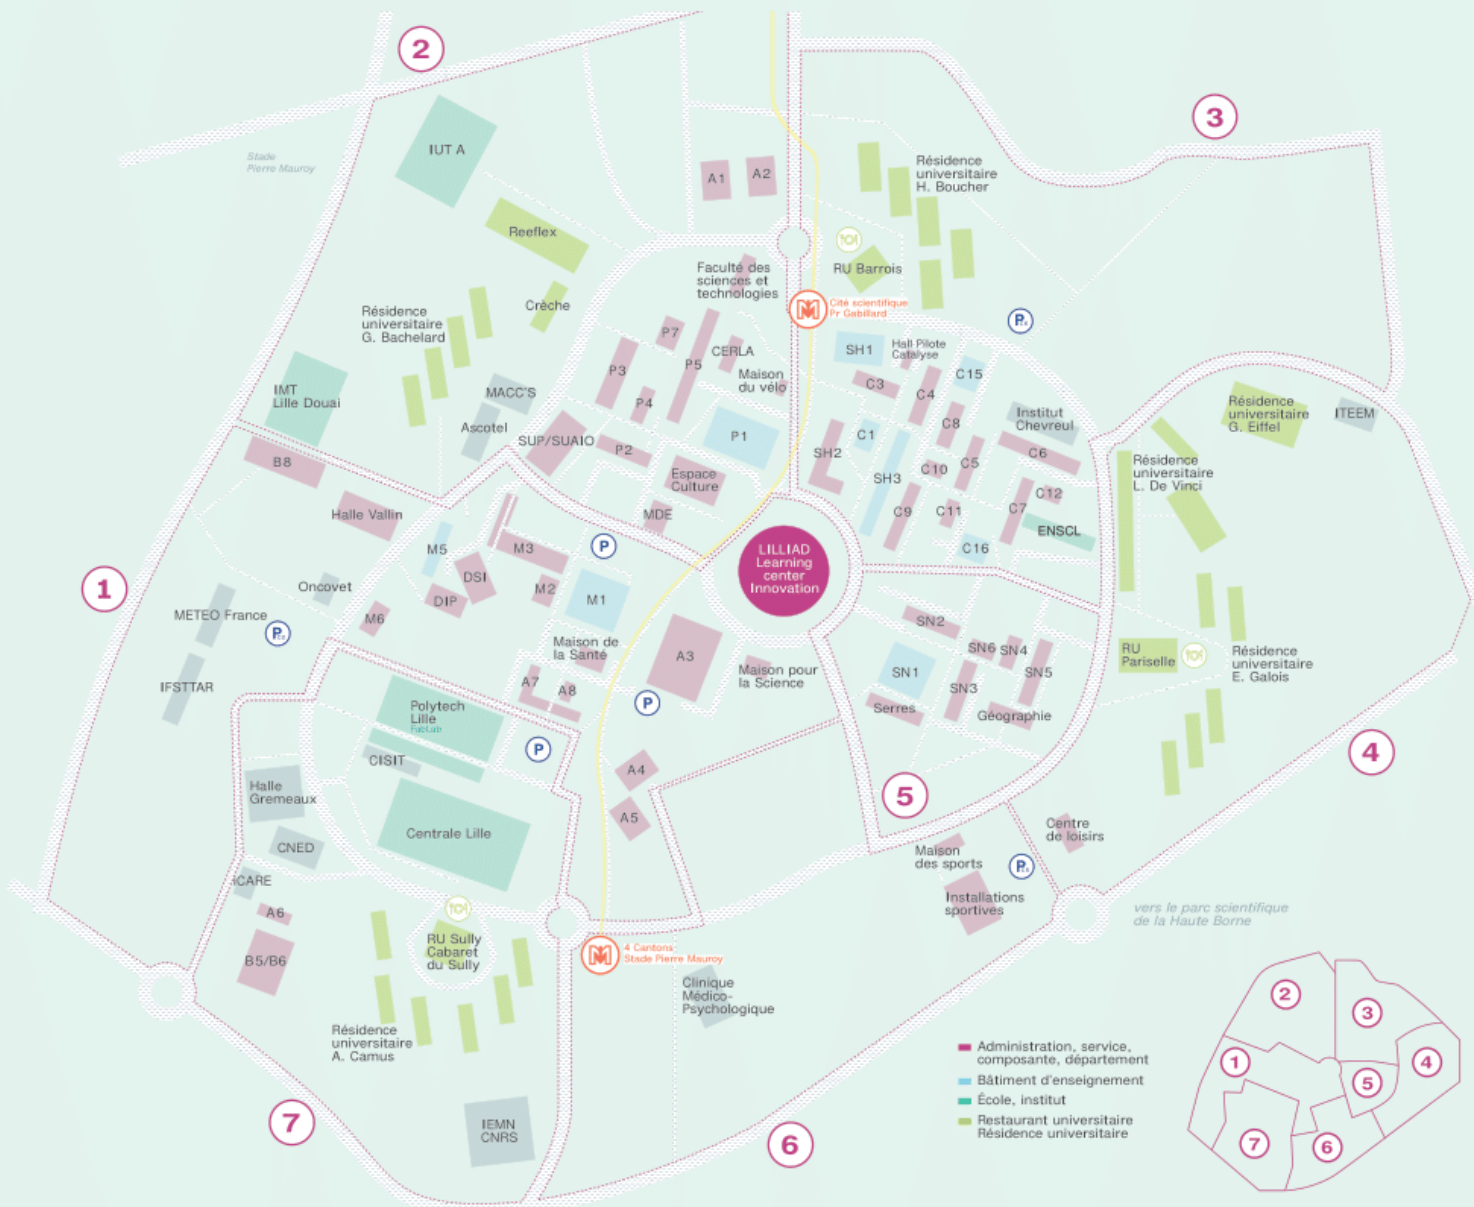 2
3
Stade
Pierre Mauroy
IUT A
A1
A2
Résidence
universitaire
H. Boucher
Reeflex
RU Barrois
Faculté des
sciences et
technologies
Crèche
Cité scientifique
Pr Gabillard
Résidence
universitaire
G. Bachelard
P
P7
P5
CERLA
P3
P4
Maison
du vélo
SH1
Hall Pilote
Catalyse
C15
C3
C4
IMT
Lille Douai
MACC'S
Ascotel
SUP/SUAIO
P2
P1
Espace
Culture
MDE
C1
C8
Institut
Chevreul
SH2
SH3
C10
C5
C6
C9
C11
C7
C12
ENSCL
C16
Résidence
universitaire
G. Eiffel
ITEEM
Résidence
universitaire
L. De Vinci
B8
Halle Vallin
M5
M3
P
DSI
DIP
M2
M1
LILLIAD
Learning
center
Innovation
1
Oncovet
METEO France
P
M6
IFSTTAR
Maison de
la Santé
A3
Maison pour
la Science
A7
A8
P
SN2
SN6
SN4
SN1
SN3
SN5
Serres
Géographie
RU
Pariselle
Résidence
universitaire
E. Galois
Polytech
Lille
FabLab
CISIT
P
A4
A5
5
4
Halle
Gremeaux
Centrale Lille
CNED
ICARE
A6
B5/B6
Centre
de loisirs
Maison
des sports
P
Installations
sportives
vers le parc scientifique
de la Haute Borne
RU Sully
Cabaret
du Sully
4 Cantons
Stade Pierre Mauroy
Clinique
Médico-
Psychologique
Résidence
universitaire
A. Camus
7
IEMN
CNRS
6
Administration, service,
composante, département
Bâtiment d'enseignement
École, institut
Restaurant universitaire
Résidence universitaire
2
3
1
4
5
7
6